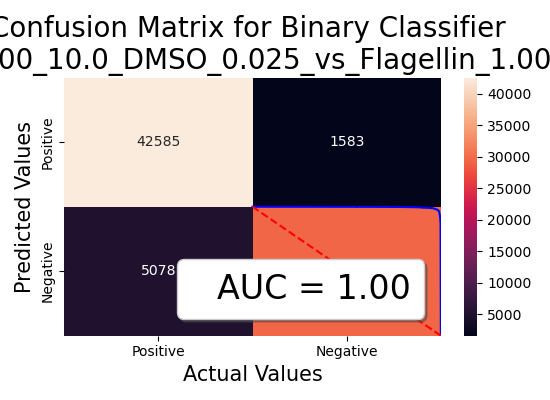 Confusion Matrix for Binary Classifier
00_10.0_DMSO_0.025_vs_Flagellin_1.00
Predicted Values
Positive
Negative
42585
1583
5078
AUC = 1.00
Positive
Negative
Actual Values
40000
35000
30000
25000
20000
15000
10000
5000